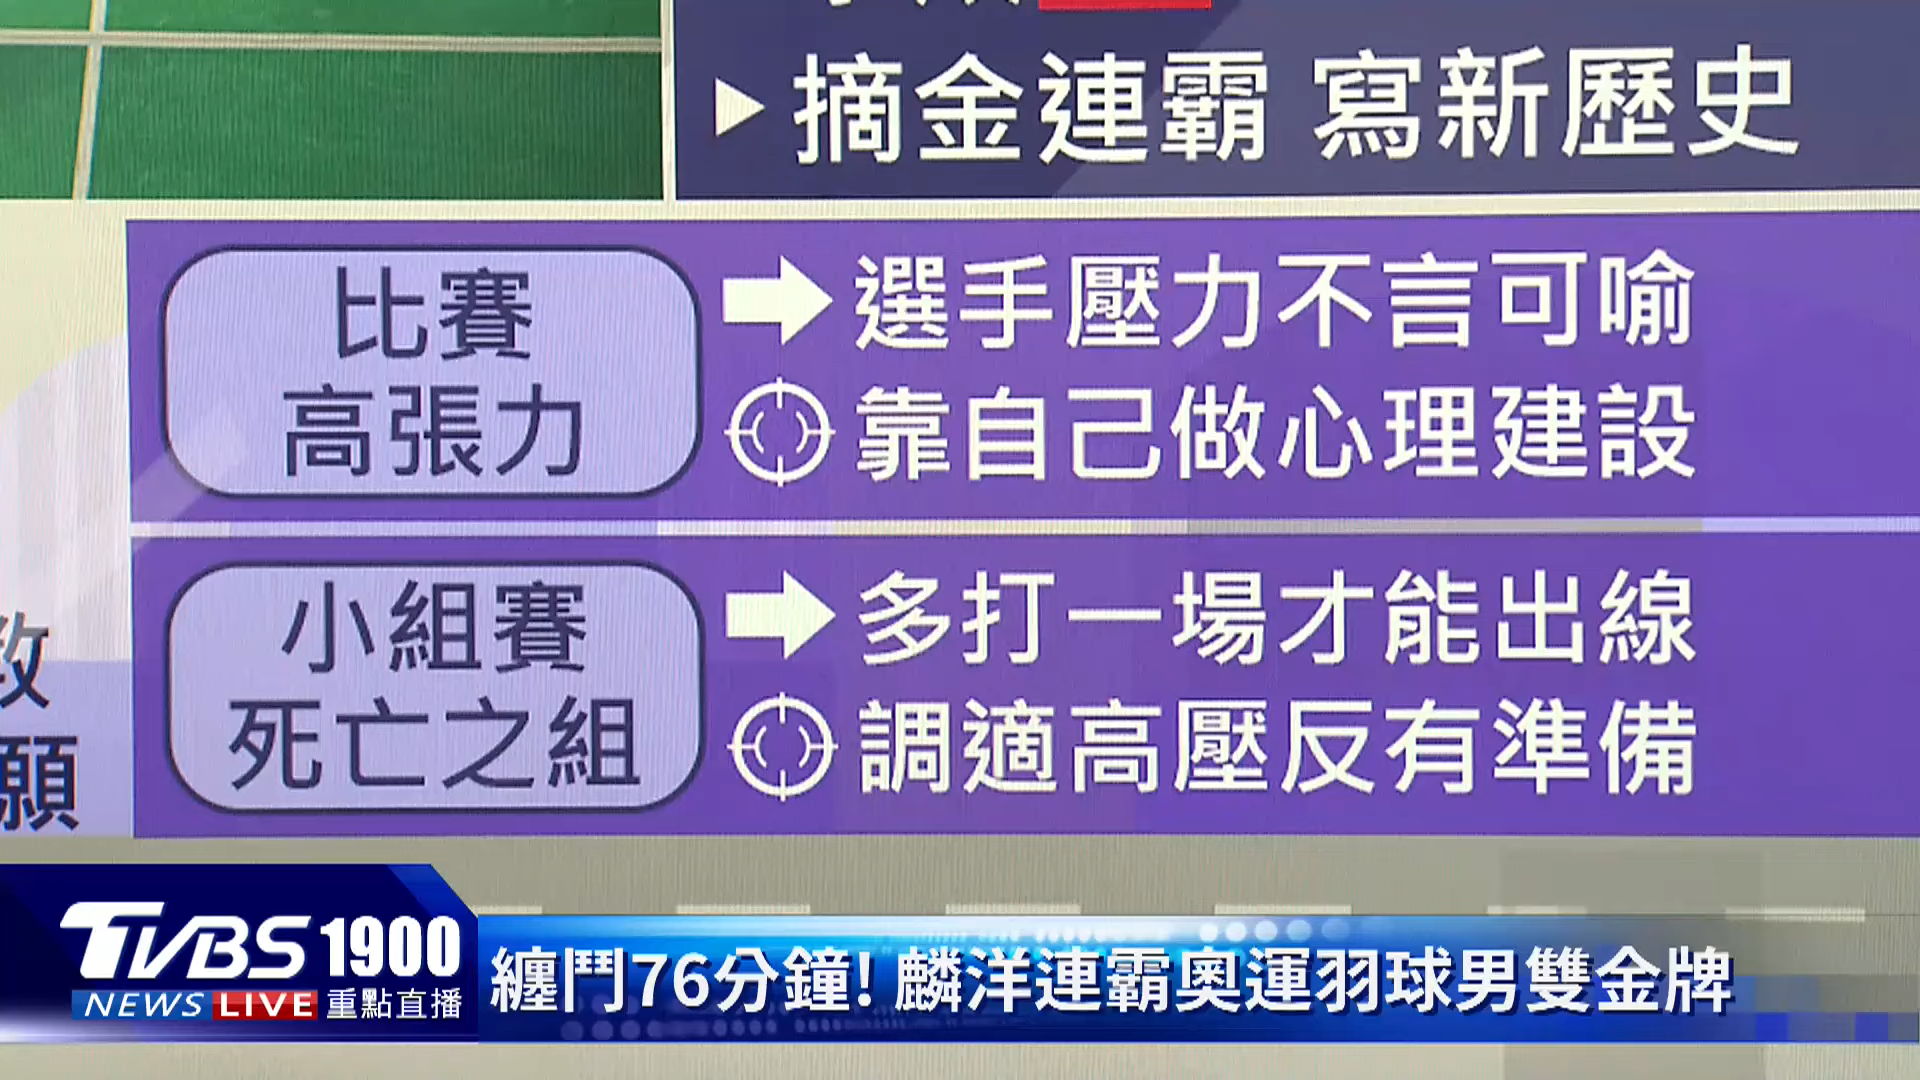 摘金連霸 寫新歷史
比賽
高張力
選手壓力不言可喻
靠自己做心理建設
小組賽
死亡之組
多打一場才能出線
調適高壓反有準備
願
TVBS 1900
NEWS LIVE 重點直播
纏鬥76分鐘! 麟洋連霸奧運羽球男雙金牌